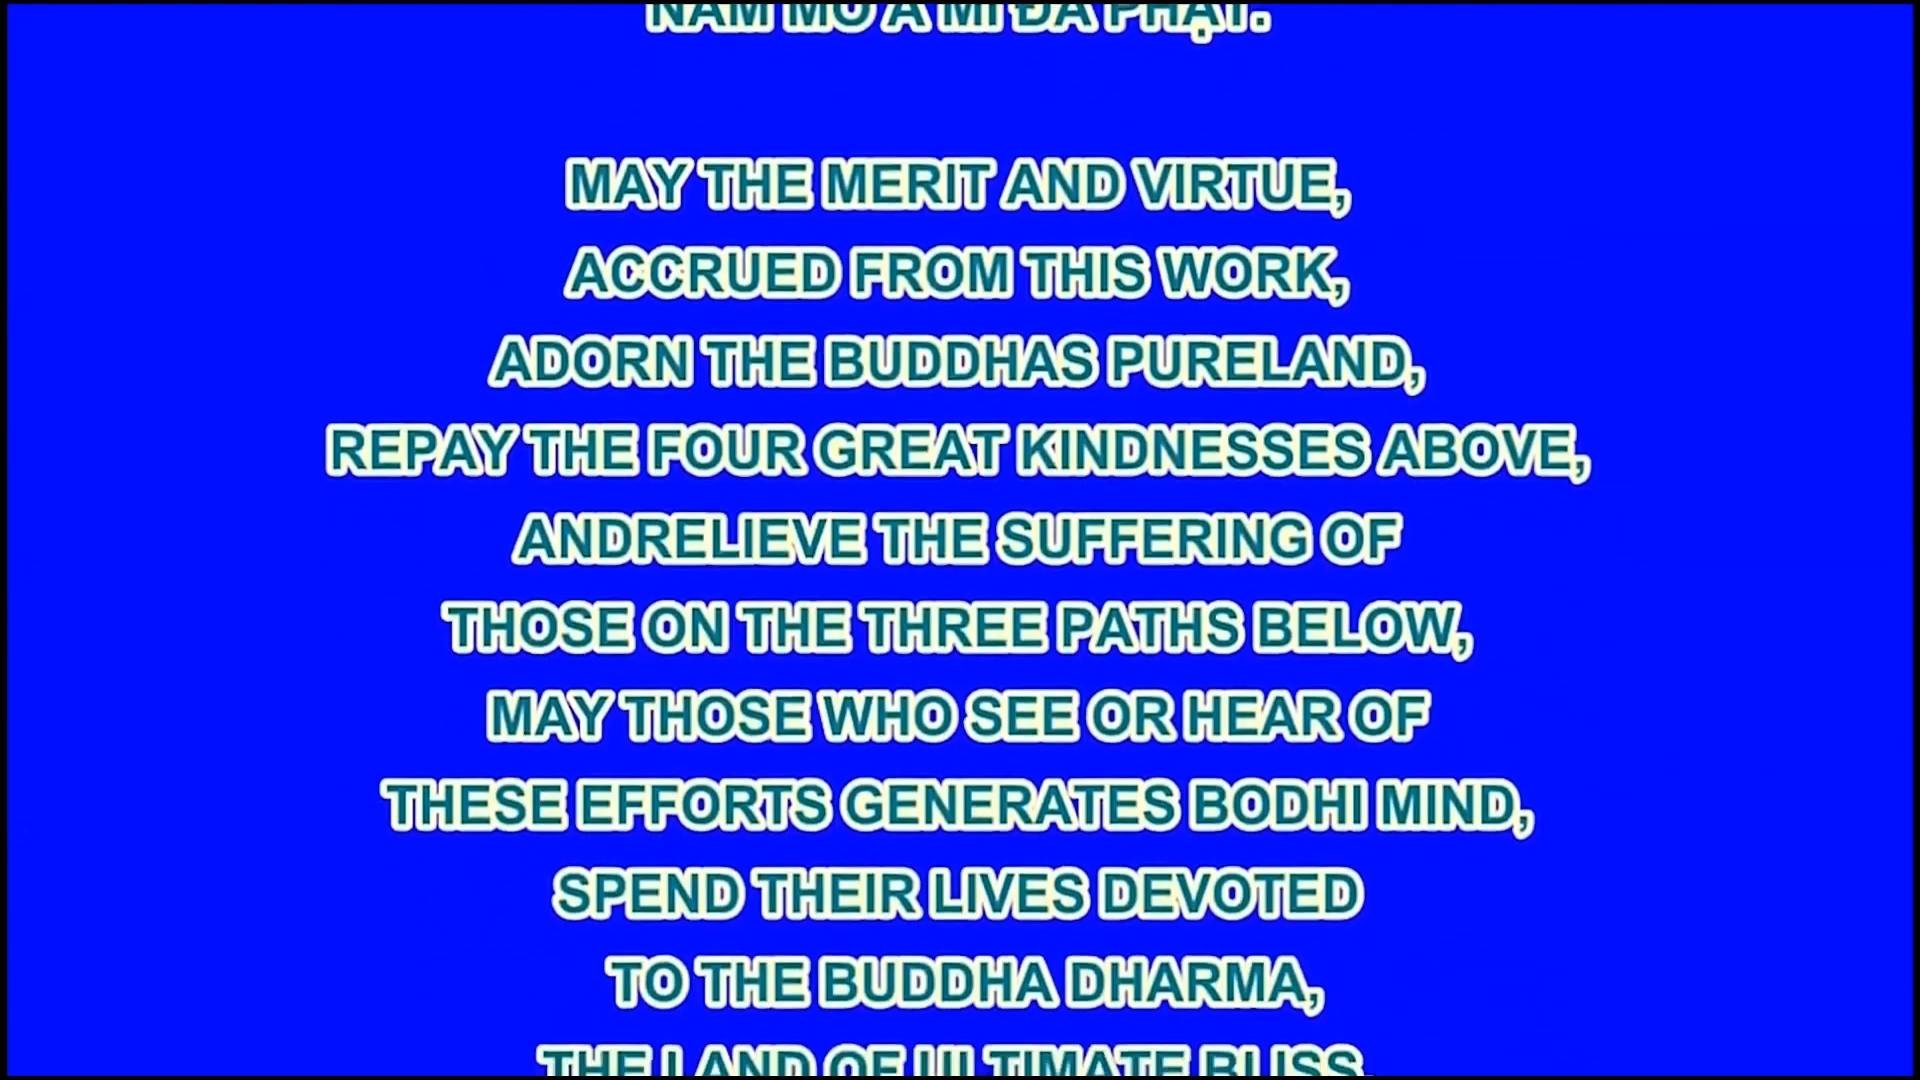 NAM MÔ A MI ĐÀ PHẬT.
MAY THE MERIT AND VIRTUE,
ACCRUED FROM THIS WORK,
ADORN THE BUDDHAS PURELAND,
REPAY THE FOUR GREAT KINDNESSES ABOVE,
ANDRELIEVE THE SUFFERING OF
THOSE ON THE THREE PATHS BELOW,
MAY THOSE WHO SEE OR HEAR OF
THESE EFFORTS GENERATES BODHI MIND,
SPEND THEIR LIVES DEVOTED
TO THE BUDDHA DHARMA,
THE LAND OF ULTIMATE BLISS.